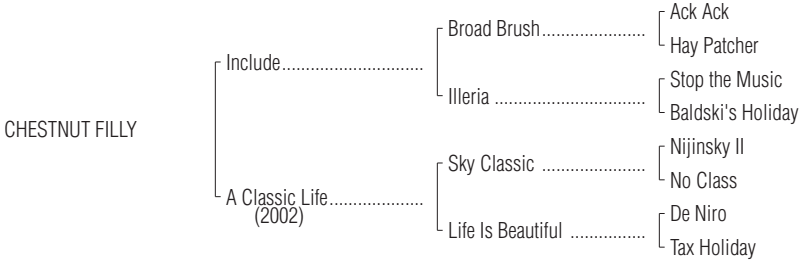 Ack Ack
Broad Brush......................
Hay Patcher
Include............................
Stop the Music
Illeria ...............................
Baldski's Holiday
CHESTNUT FILLY
Nijinsky II
Sky Classic .....................
No Class
A Classic Life...................
(2002)
De Niro
Life Is Beautiful ................
Tax Holiday